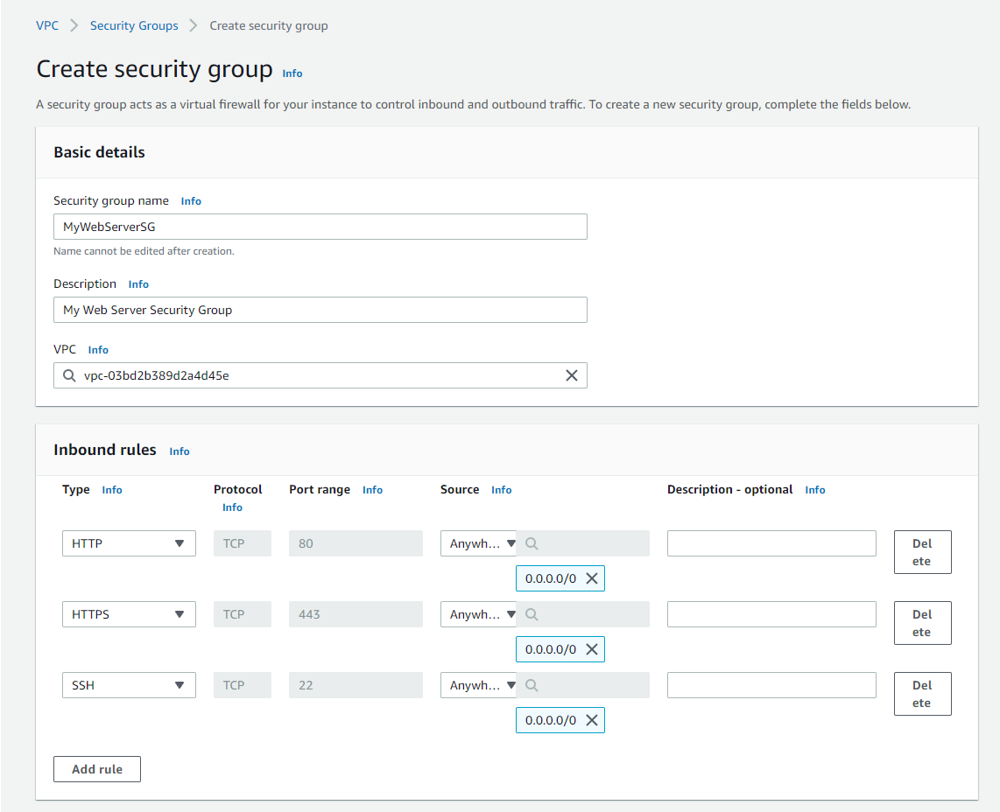 VPC > Security Groups > Create security group
Create security group Info
A security group acts as a virtual firewall for your instance to control inbound and outbound traffic. To create a new security group, complete the fields below.
Basic details
Security group name Info
MyWebServerSG
Name cannot be edited after creation.
Description Info
My Web Server Security Group
VPC Info
vpc-03bd2b389d2a4d45e
Inbound rules Info
Type Info Protocol Info Port range Info Source Info Description - optional Info
HTTP TCP 80 Anywh... Del
ete
0.0.0.0/0
HTTPS TCP 443 Anywh... Del
ete
0.0.0.0/0
SSH TCP 22 Anywh... Del
ete
0.0.0.0/0
Add rule